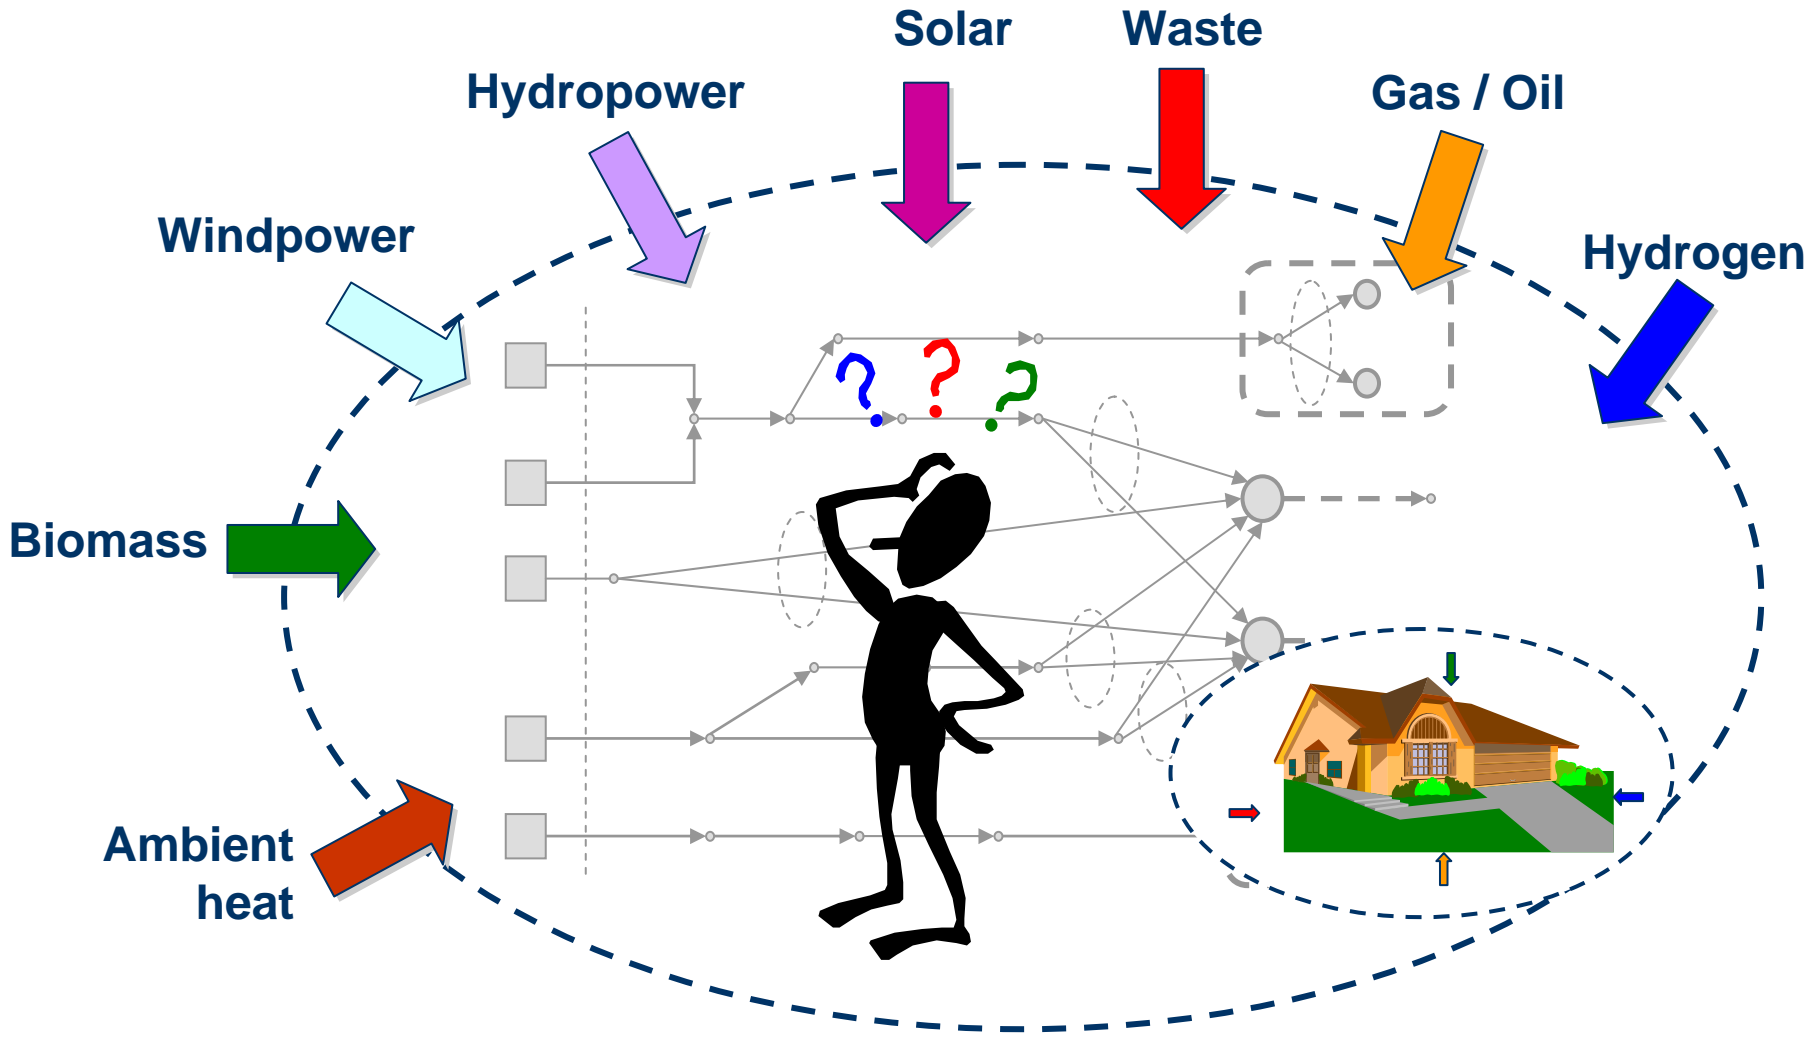 Solar
Waste
Hydropower
Gas / Oil
Windpower
Hydrogen
? ? ?
Biomass
Ambient
heat